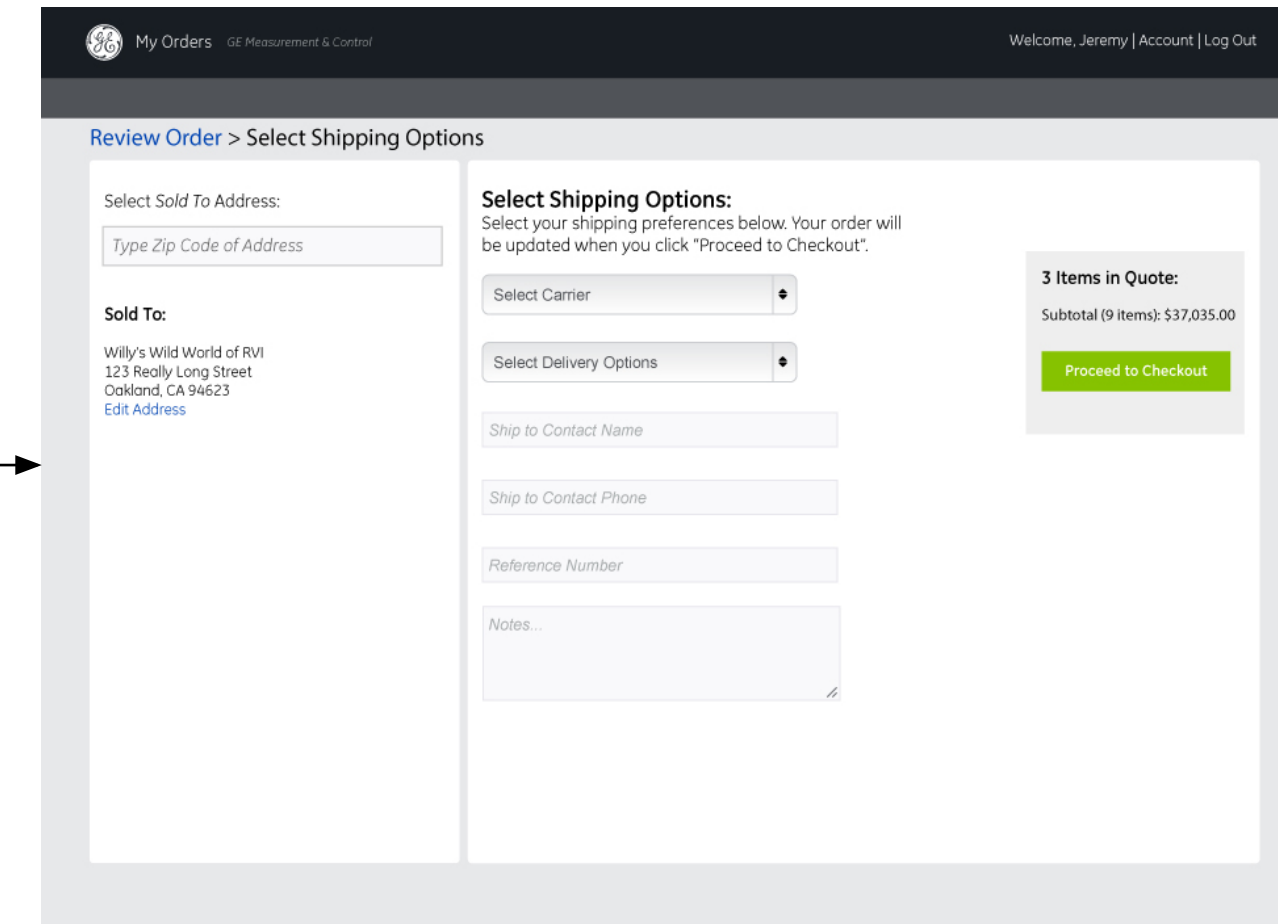 GE My Orders GE Measurement & Control
Welcome, Jeremy | Account | Log Out
Review Order > Select Shipping Options
Select Sold To Address:
Type Zip Code of Address
Sold To:
Willy's Wild World of RVI
123 Really Long Street
Oakland, CA 94623
Edit Address
Select Shipping Options:
Select your shipping preferences below. Your order will
be updated when you click "Proceed to Checkout".
Select Carrier
Select Delivery Options
Ship to Contact Name
Ship to Contact Phone
Reference Number
Notes...
3 Items in Quote:
Subtotal (9 items): $37,035.00
Proceed to Checkout